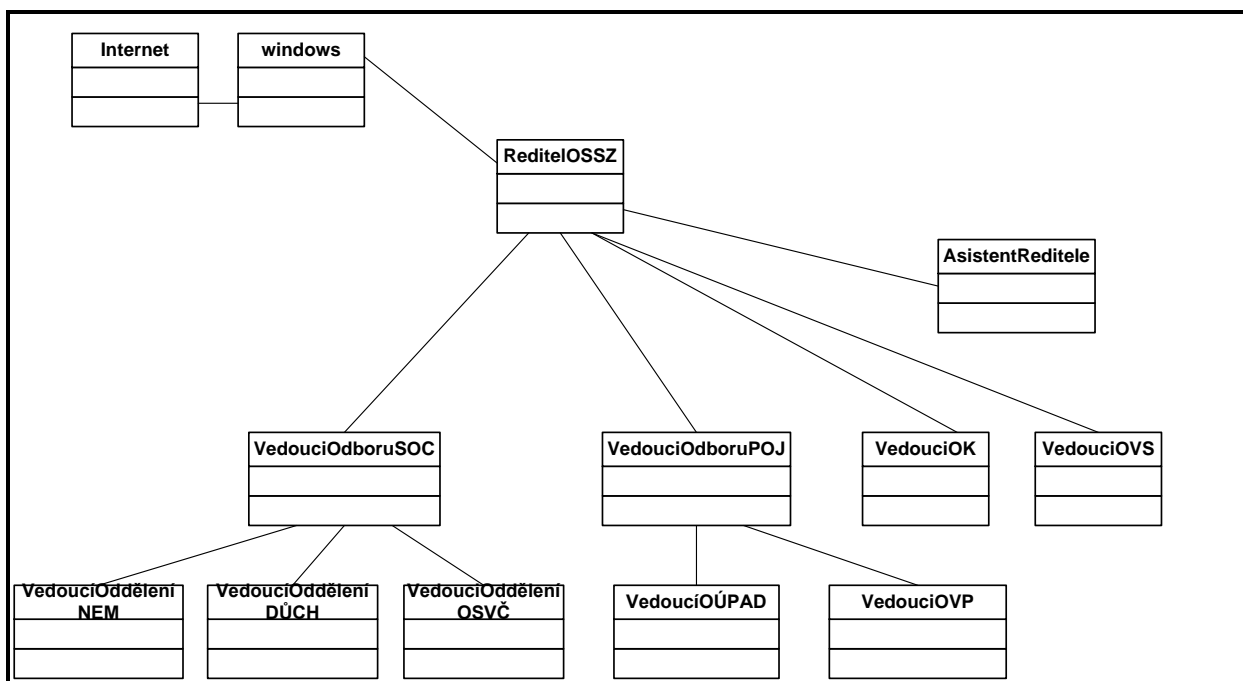 Internet
windows
ReditelOSSZ
AsistentReditele
VedouciOdboruSOC
VedouciOdboruPOJ
VedouciOK
VedouciOVS
VedoucíOddělení
NEM
VedoucíOddělení
DŮCH
VedoucíOddělení
OSVČ
VedoucíOÚPAD
VedouciOVP